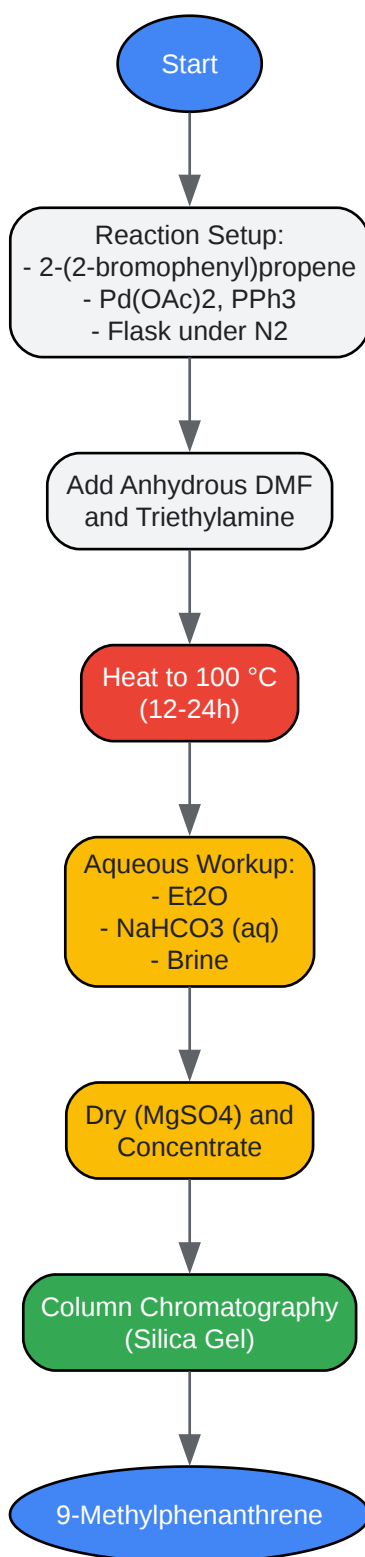 Start
Reaction Setup:
- 2-(2-bromophenyl)propene
- Pd(OAc)2, PPh3
- Flask under N2
Add Anhydrous DMF
and Triethylamine
Heat to 100 °C
(12-24h)
Aqueous Workup:
- Et2O
- NaHCO3 (aq)
- Brine
Dry (MgSO4) and
Concentrate
Column Chromatography
(Silica Gel)
9-Methylphenanthrene